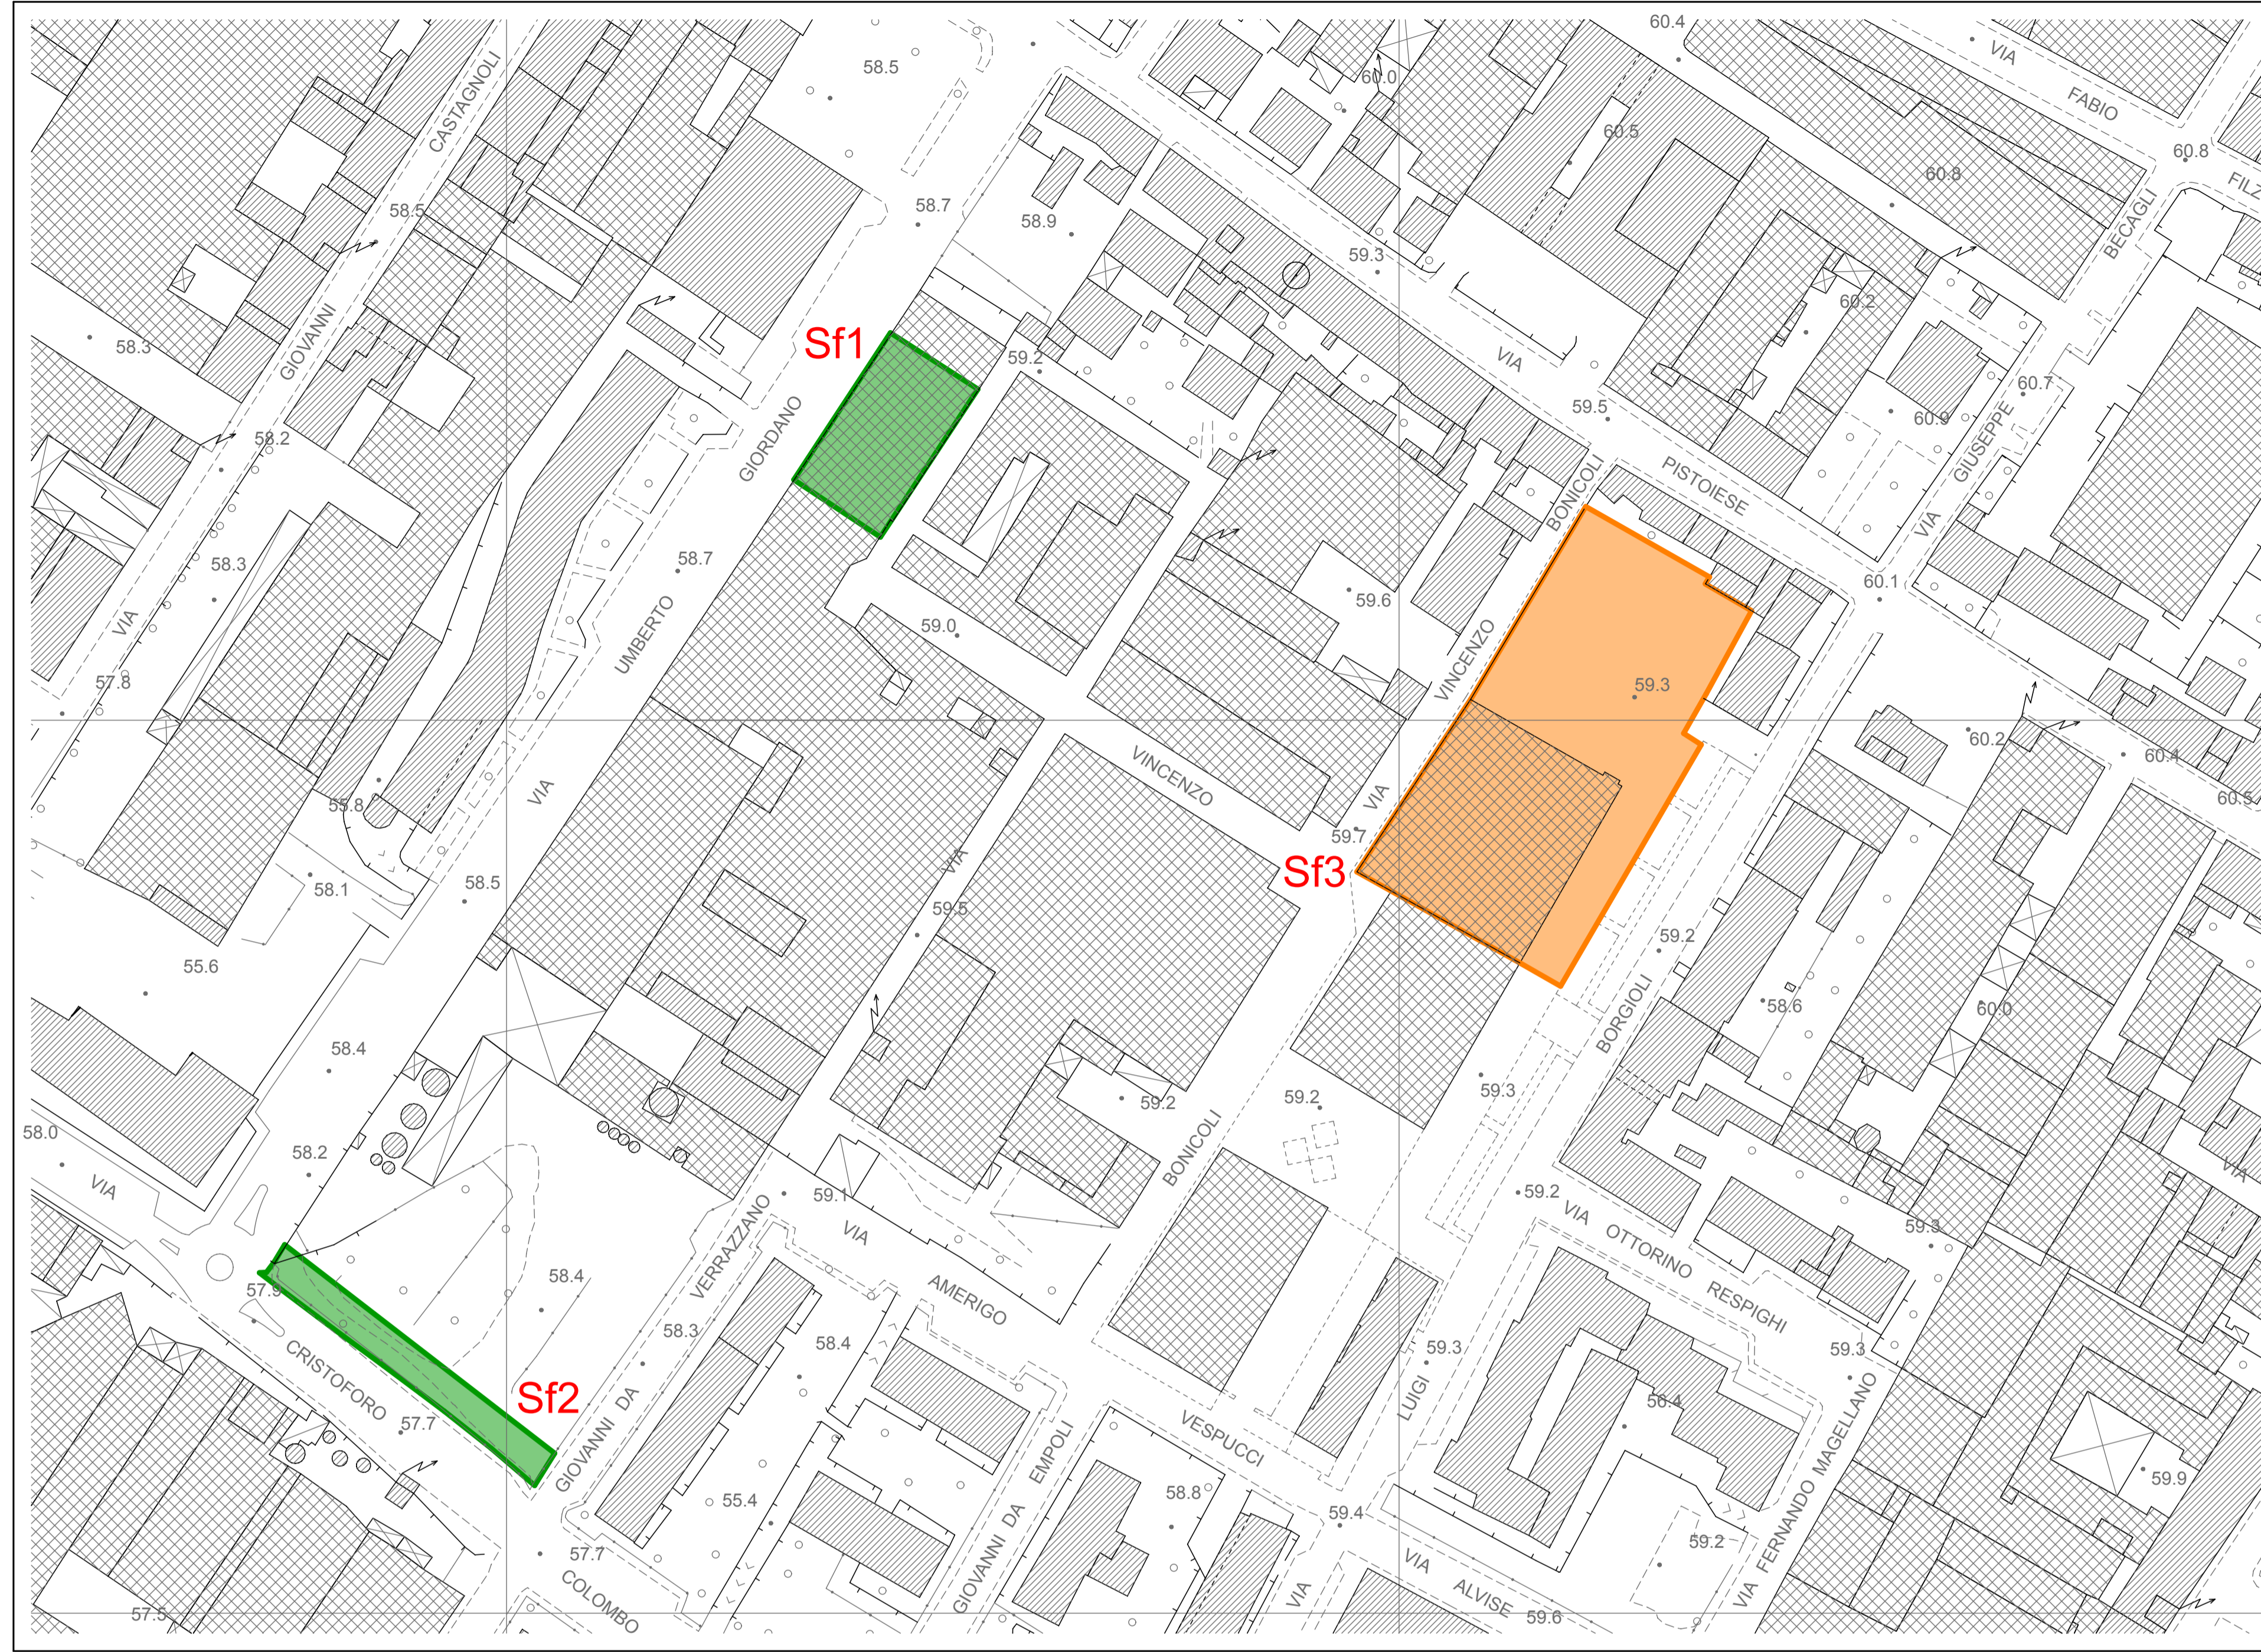 60.4
VIA
58.5
60.0
FABIO
CASTAGNOLI
60.5
60.8
60.8
FILZ
58.5
58.7
58.9
BECAGLI
59.3
60.2
58.3
GIOVANNI
Sf1
59.2
VIA
60.7
GIORDANO
59.5
60.9
58.2
GIUSEPPE
PISTOIESE
BONICOLI
VIA
58.3
58.7
59.6
60.1
VIA
UMBERTO
59.0
VINCENZO
57.8
59.3
60.2
60.4
VIA
VINCENZO
VIA
55.8
60.5
59.7
VIA
Sf3
58.1
58.5
59.5
59.2
55.6
BORGIOLI
58.6
60.0
58.4
59.3
59.2
59.2
58.0
58.2
BONICOLI
VIA
VIA
59.1
59.2
VIA
VERRAZZANO
VIA
OTTORINO
59.3
57.9
58.4
AMERIGO
RESPIGHI
58.3
58.4
59.3
59.3
CRISTOFORO
Sf2
LUIGI
56.4
57.7
VESPUCCI
GIOVANNI DA
GIOVANNI DA EMPOLI
VIA FERNANDO MAGELLANO
59.9
55.4
58.8
59.4
59.2
57.7
VIA
COLOMBO
VIA
ALVISE
57.5
59.6